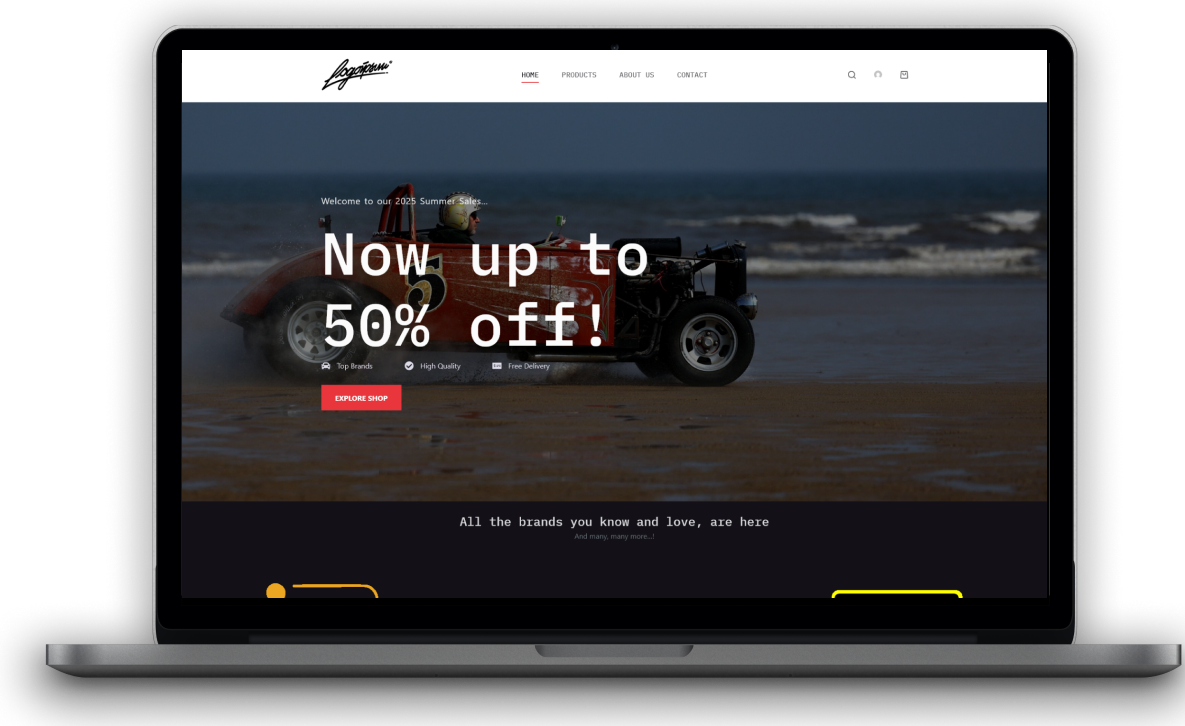 HOME PRODUCTS ABOUT US CONTACT
Welcome to our 2025 Summer Sales...
Now up to
50% off!
5
Top Brands High Quality Free Delivery
EXPLORE SHOP
All the brands you know and love, are here
And many, many more...!